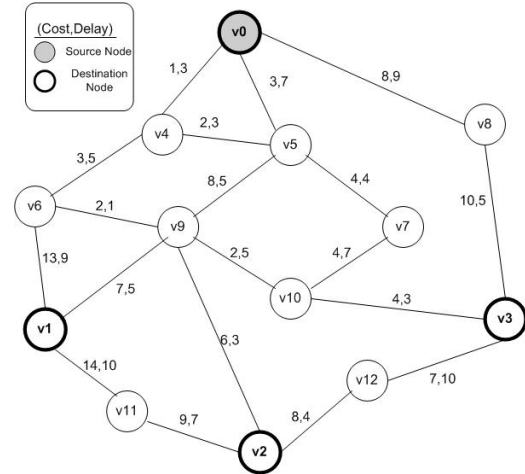 (Cost,Delay)
Source Node
Destination
Node
v0
1,3
3,7
8,9
v8
v4
2,3
v5
3,5
8,5
4,4
10,5
v6
2,1
v9
v7
13,9
2,5
4,7
7,5
v10
4,3
v1
v3
6,3
14,10
v12
7,10
v11
9,7
8,4
v2